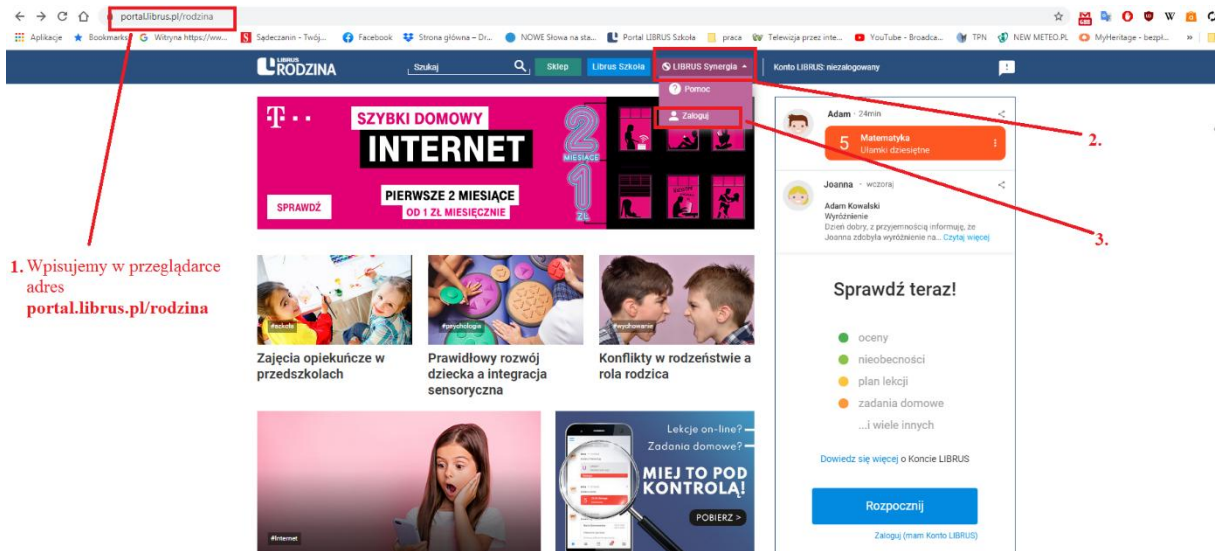 portal.librus.pl/rodzina
Aplikacje Bookmarks Witryna https://ww... Sądeczanin - Twój... Facebook Strona główna – Dr... NOWE Słowa na sta... Portal LIBRUS Szkoła praca Telewizja przez inte... YouTube - Broadca... TPN NEW METEO.PL MyHeritage - bezpł... »
LIBRUS
RODZINA
Szukaj
Sklep
Librus Szkoła
LIBRUS Synergia
Konto LIBRUS: niezalogowany
Pomoc
Zaloguj
T
SZYBKI DOMOWY
INTERNET
PIERWSZE 2 MIESIĄCE
OD 1 ZŁ MIESIĘCZNIE
SPRAWDŹ
2
MIESIĄCE
1
ZŁ
Adam · 24min
5 Matematyka
Ułamki dziesiętne
2.
Joanna · wczoraj
Adam Kowalski
Wyróżnienie
Dzień dobry, z przyjemnością informuję, że
Joanna zdobyła wyróżnienie na... Czytaj więcej
3.
1. Wpisujemy w przeglądarce
adres
portal.librus.pl/rodzina
#szkoła
Zajęcia opiekuńcze w
przedszkolach
#psychologia
Prawidłowy rozwój
dziecka a integracja
sensoryczna
#wychowanie
Konflikty w rodzeństwie a
rola rodzica
Sprawdź teraz!
oceny
nieobecności
plan lekcji
zadania domowe
...i wiele innych
Dowiedz się więcej o Koncie LIBRUS
Rozpocznij
Zaloguj (mam Konto LIBRUS)
#Internet
Lekcje on-line?
Zadania domowe?
MIEJ TO POD
KONTROLĄ!
POBIERZ >